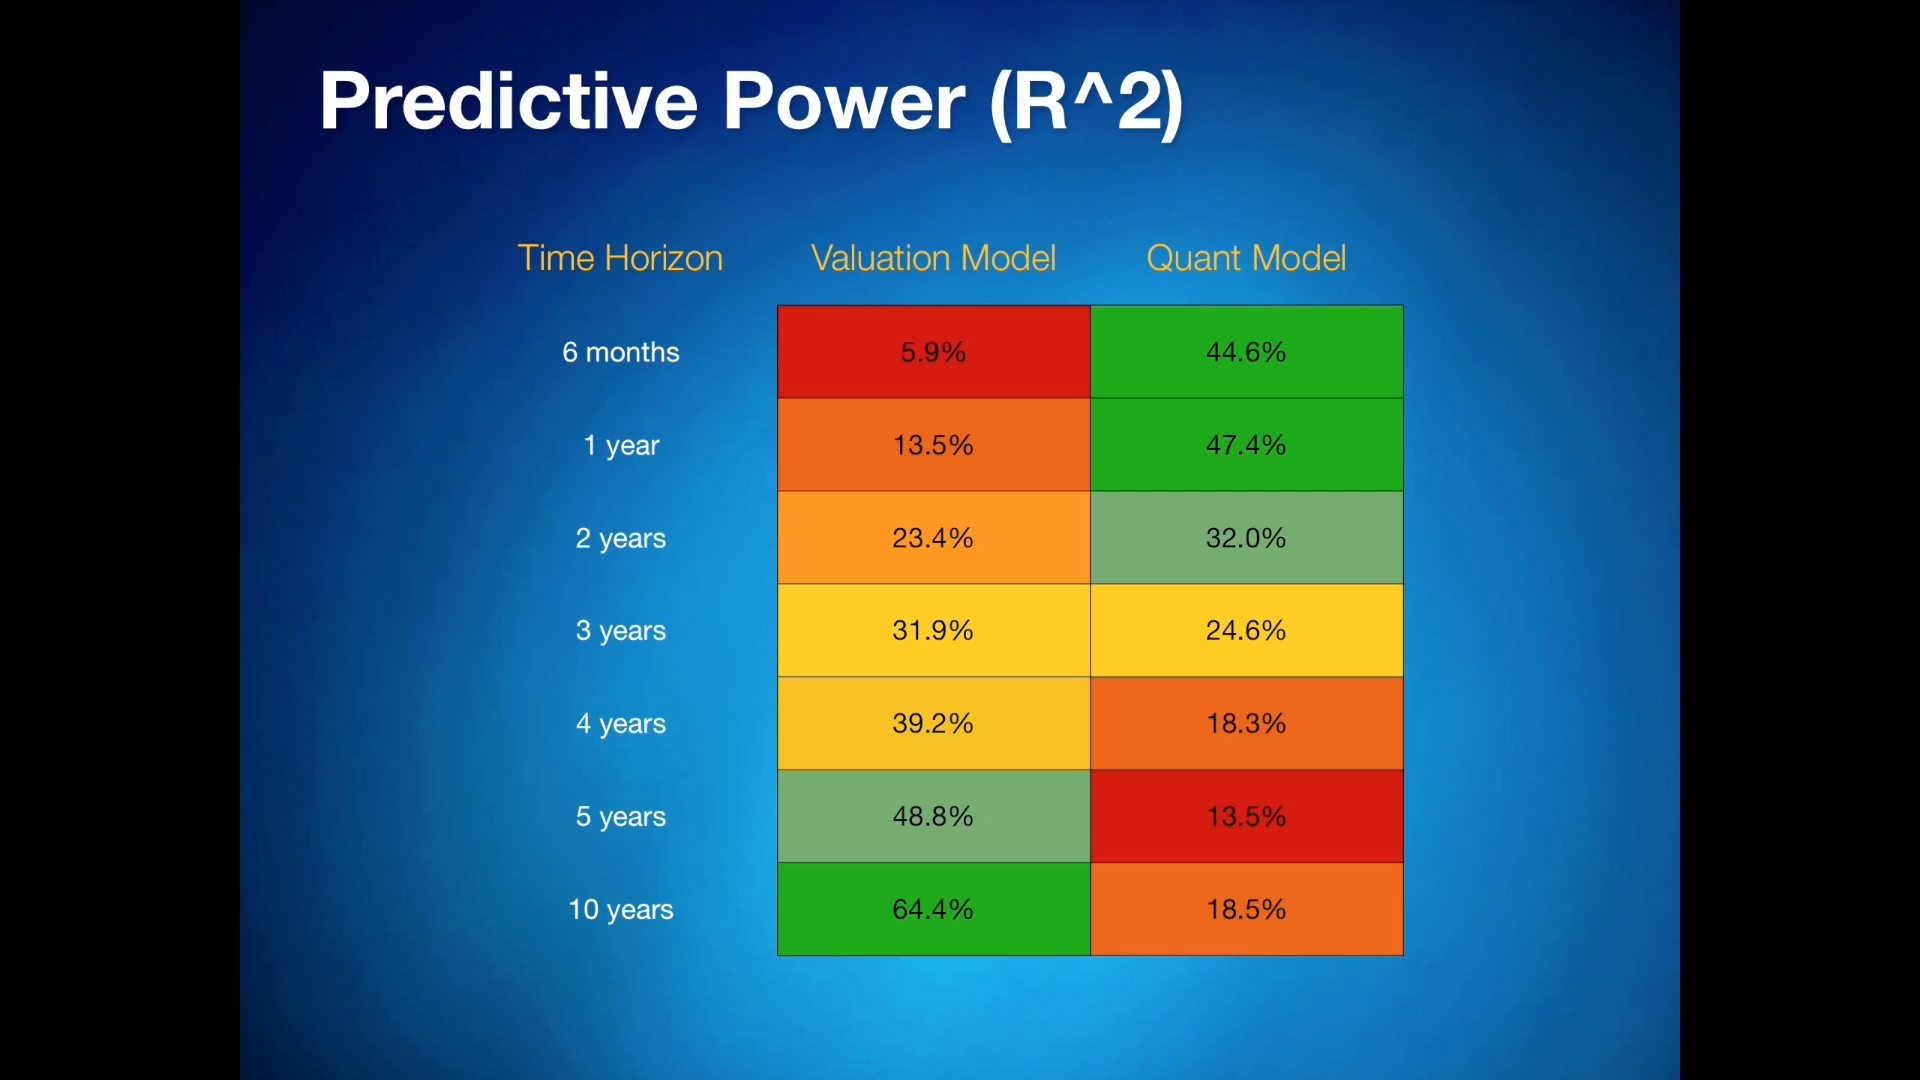 Predictive Power (R^2)
Time Horizon Valuation Model Quant Model
6 months 5.9% 44.6%
1 year 13.5% 47.4%
2 years 23.4% 32.0%
3 years 31.9% 24.6%
4 years 39.2% 18.3%
5 years 48.8% 13.5%
10 years 64.4% 18.5%